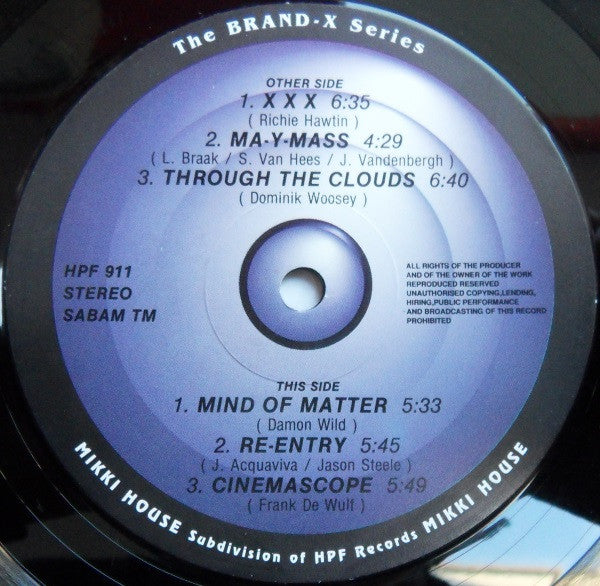 The BRAND-X Series
OTHER SIDE
1. X X X 6:35
( Richie Hawtin )
2. MA-Y-MASS 4:29
( L. Braak / S. Van Hees / J. Vandenbergh )
3. THROUGH THE CLOUDS 6:40
( Dominik Woosey )
HPF 911
STEREO
SABAM TM
ALL RIGHTS OF THE PRODUCER
AND OF THE OWNER OF THE WORK
REPRODUCED RESERVED
UNAUTHORISED COPYING,LENDING,
HIRING,PUBLIC PERFORMANCE
AND BROADCASTING OF THIS RECORD
PROHIBITED
THIS SIDE
1. MIND OF MATTER 5:33
( Damon Wild )
2. RE-ENTRY 5:45
( J. Acquaviva / Jason Steele )
3. CINEMASCOPE 5:49
( Frank De Wulf )
MIKKI HOUSE Subdivision of HPF Records MIKKI HOUSE